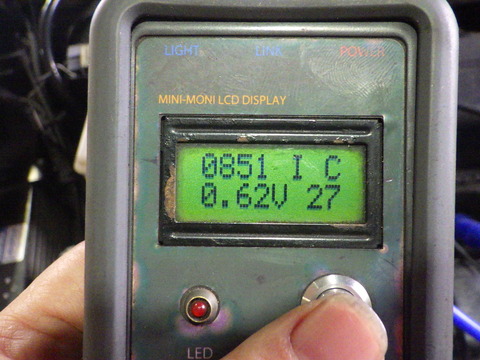 LIGHT LINK POWER
MINI-MONI LCD DISPLAY
0851 I C
0.62V 27
LED